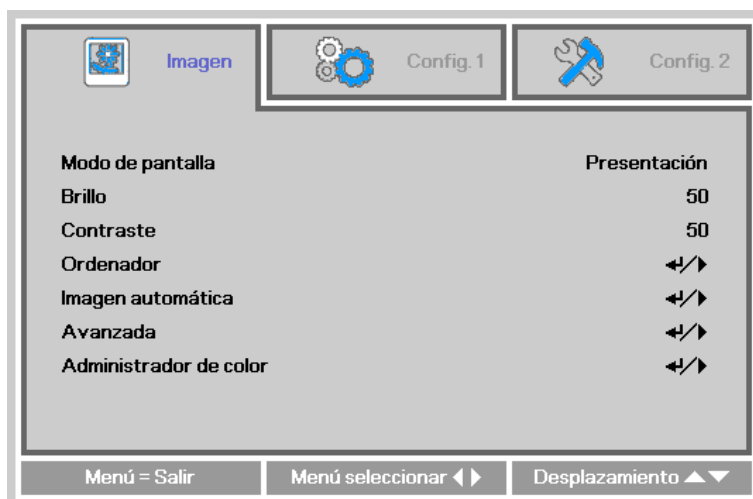 Imagen Config. 1 Config. 2
Modo de pantalla Presentación
Brillo 50
Contraste 50
Ordenador ↵/▶
Imagen automática ↵/▶
Avanzada ↵/▶
Administrador de color ↵/▶
Menú = Salir Menú seleccionar ◀ ▶ Desplazamiento ▲▼